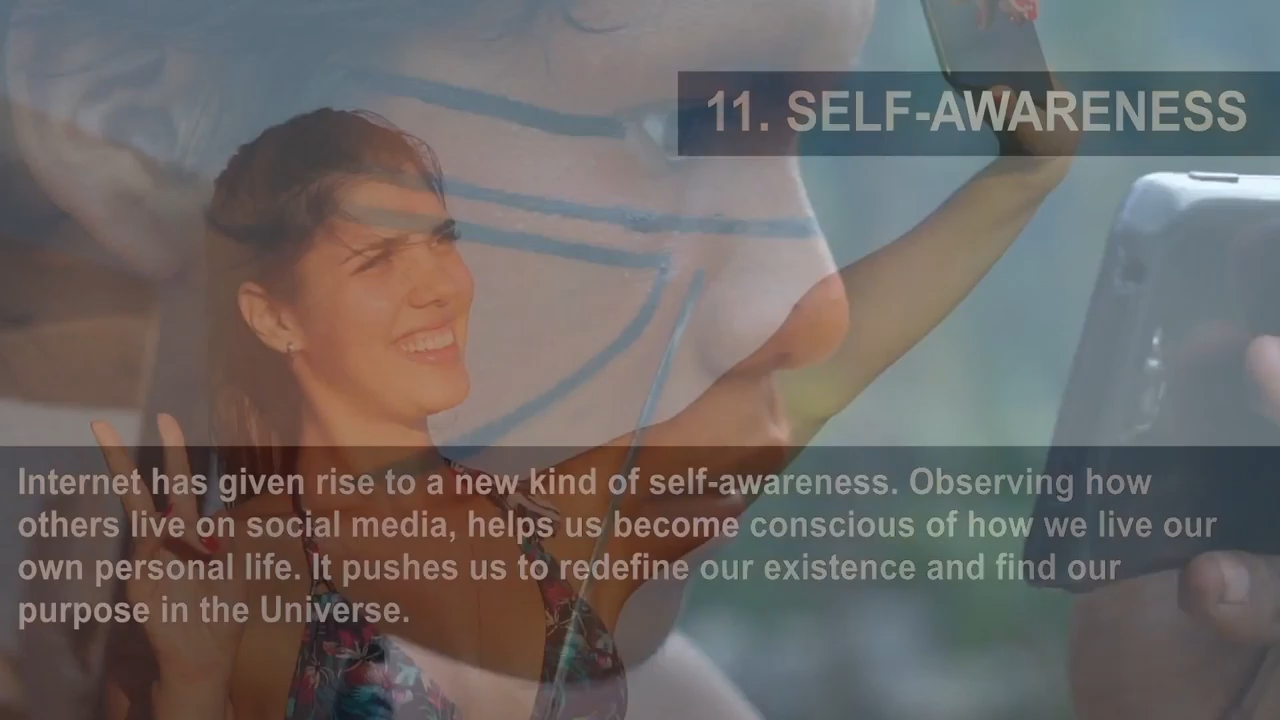 11. SELF-AWARENESS
Internet has given rise to a new kind of self-awareness. Observing how
others live on social media, helps us become conscious of how we live our
own personal life. It pushes us to redefine our existence and find our
purpose in the Universe.